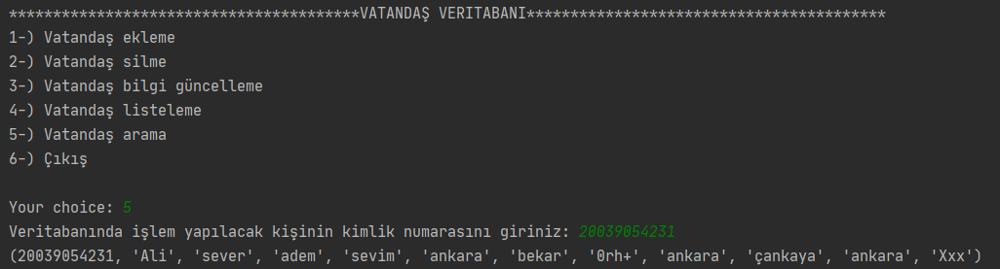 ****************************************VATANDAŞ VERITABANI*****************************************
1-) Vatandaş ekleme
2-) Vatandaş silme
3-) Vatandaş bilgi güncelleme
4-) Vatandaş listeleme
5-) Vatandaş arama
6-) Çıkış
Your choice: 5
Veritabanında işlem yapılacak kişinin kimlik numarasını giriniz: 20039054231
(20039054231, 'Ali', 'sever', 'adem', 'sevim', 'ankara', 'bekar', '0rh+', 'ankara', 'çankaya', 'ankara', 'Xxx')